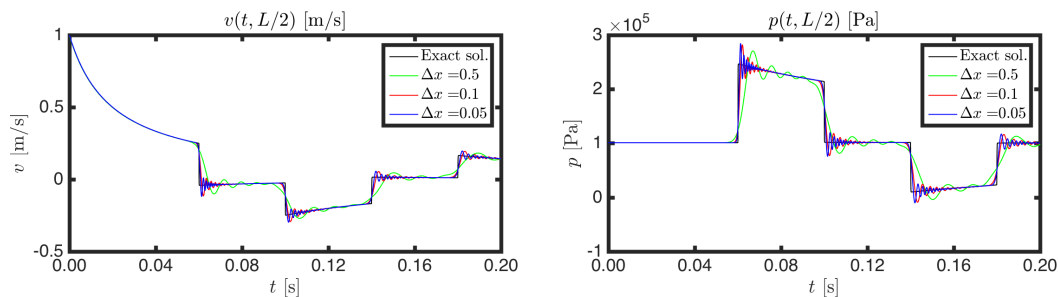 v(t, L/2) [m/s]
1
0.5
0
-0.5
v [m/s]
0.00
0.04
0.08
0.12
0.16
0.20
t [s]
Exact sol.
Δx =0.5
Δx =0.1
Δx =0.05
p(t, L/2) [Pa]
×10⁵
3
2
1
0
-1
p [Pa]
0.00
0.04
0.08
0.12
0.16
0.20
t [s]
Exact sol.
Δx =0.5
Δx =0.1
Δx =0.05